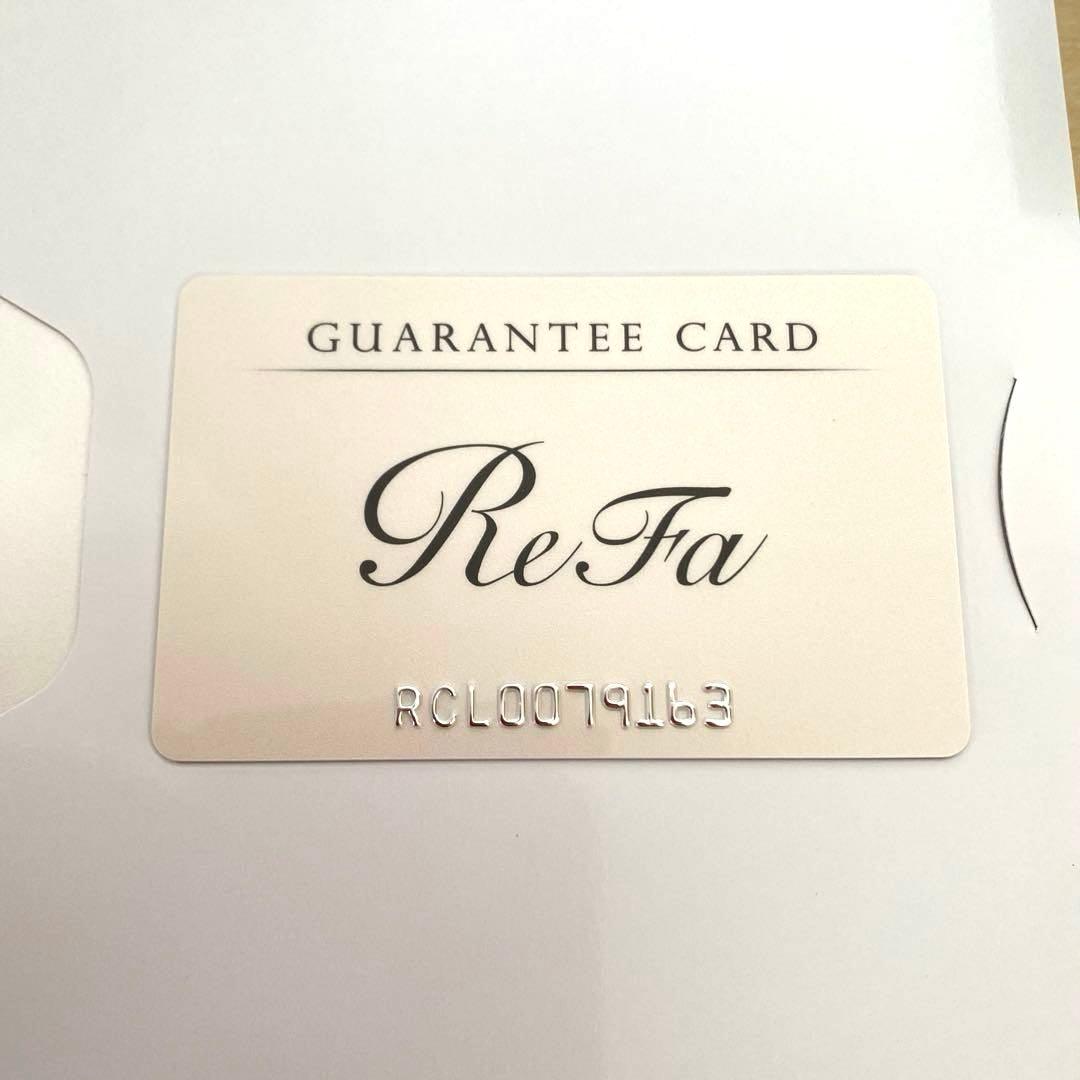 GUARANTEE CARD
ReFa
RCL0079163